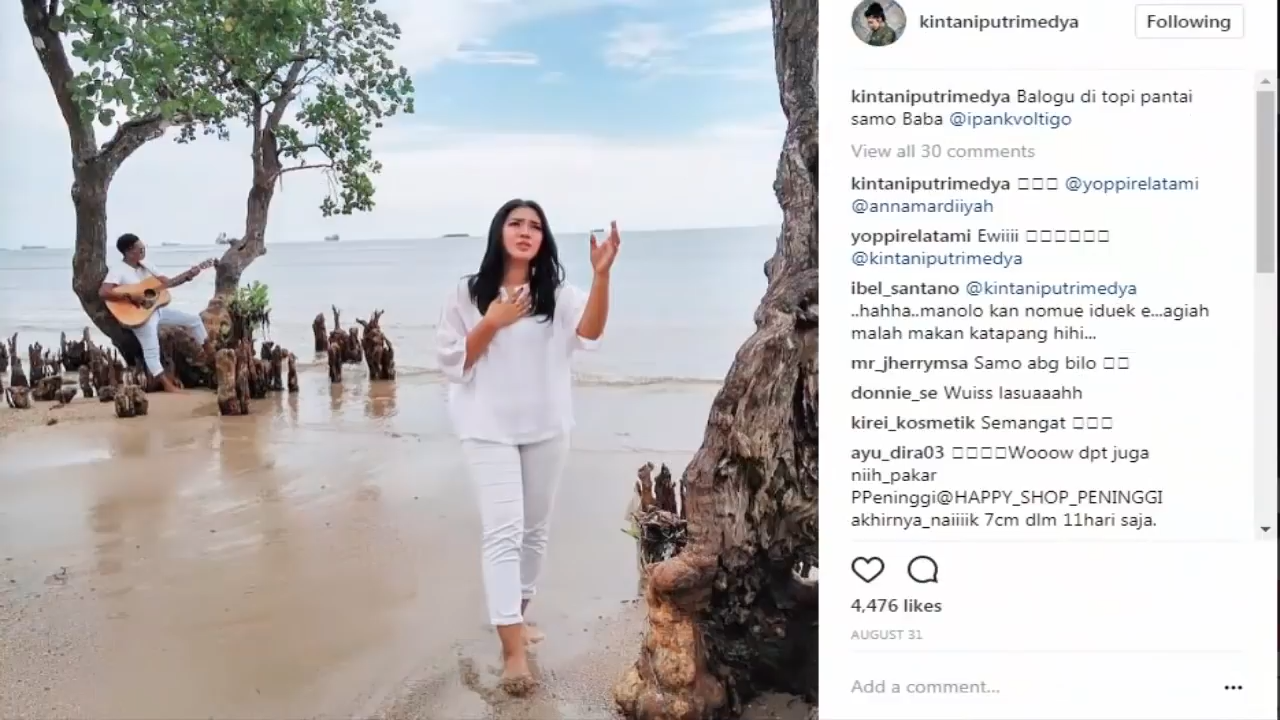 kintaniputrimedya
Following
kintaniputrimedya Balogu di topi pantai
samo Baba @ipankvoltigo
View all 30 comments
kintaniputrimedya □□□ @yoppirelatami
@annamardiiyah
yoppirelatami Ewiiii □□□□□□
@kintaniputrimedya
ibel_santano @kintaniputrimedya
..hahha..manolo kan nomue iduek e...agiah
malah makan katapang hihi...
mr_jherrymsa Samo abg bilo □□
donnie_se Wuiss lasuaaahh
kirei_kosmetik Semangat □□□
ayu_dira03 □□□□Wooow dpt juga
niih_pakar
PPeninggi@HAPPY_SHOP_PENINGGI
akhirnya_naiiiik 7cm dlm 11hari saja.
4,476 likes
AUGUST 31
Add a comment...